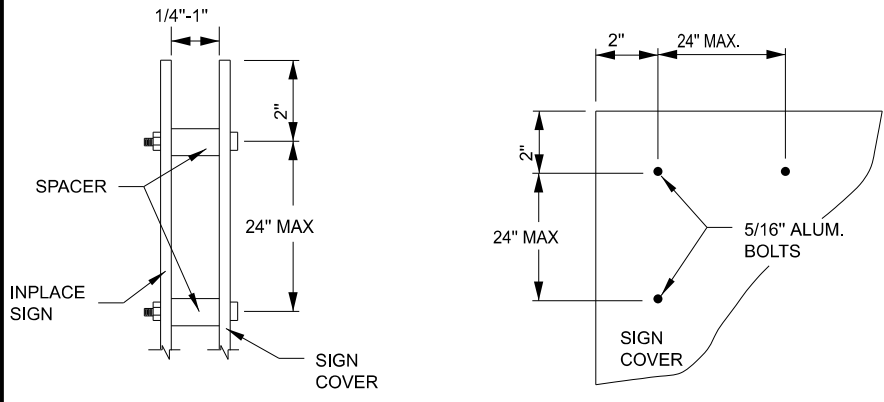 1/4"-1"
2"
SPACER
24" MAX
INPLACE
SIGN
SIGN
COVER
2"
24" MAX.
2"
24" MAX
5/16" ALUM.
BOLTS
SIGN
COVER